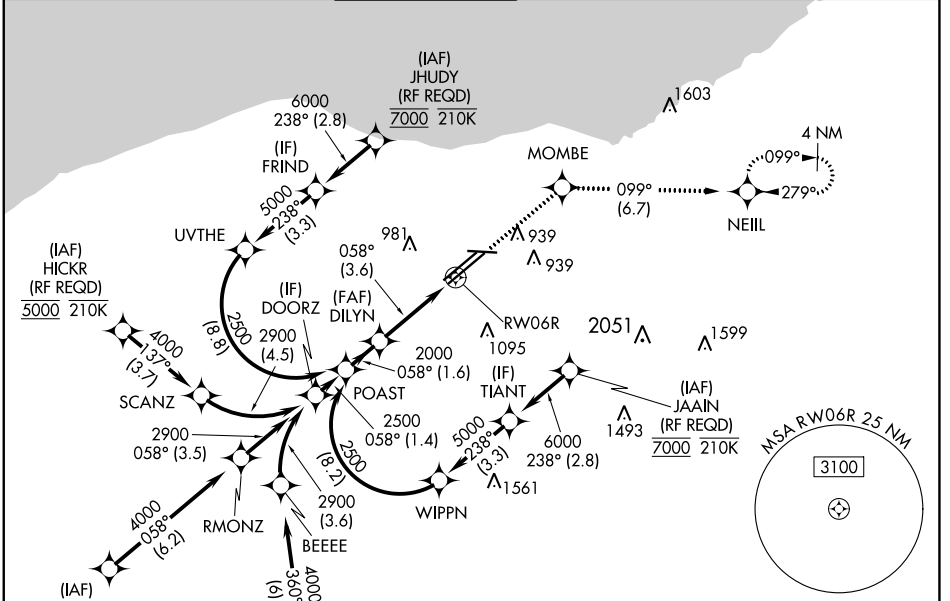 (IAF)
JHUDY
(RF REQD)
7000 210K
6000
238° (2.8)
(IF)
FRIND
5000
238°
(3.3)
UVTHE
1603
4 NM
099°
279°
MOMBE
099°
(6.7)
NEIIL
981
939
939
058°
(3.6)
(IAF)
HICKR
(RF REQD)
5000 210K
(IF)
DOORZ
(FAF)
DILYN
2500
(8.8)
2900
(4.5)
4000
137°
(3.7)
SCANZ
RW06R
1095
2051
1599
2000
058° (1.6)
POAST
(IF)
TIANT
2500
058° (1.4)
5000
238°
(3.3)
6000
238° (2.8)
1493
(IAF)
JAAIN
(RF REQD)
7000 210K
2900
058° (3.5)
2500
(8.2)
1561
WIPPN
RMONZ
2900
(3.6)
BEEEE
4000
058°
(6.2)
(IAF)
4000
360°
(6)
MSA RW06R 25 NM
3100